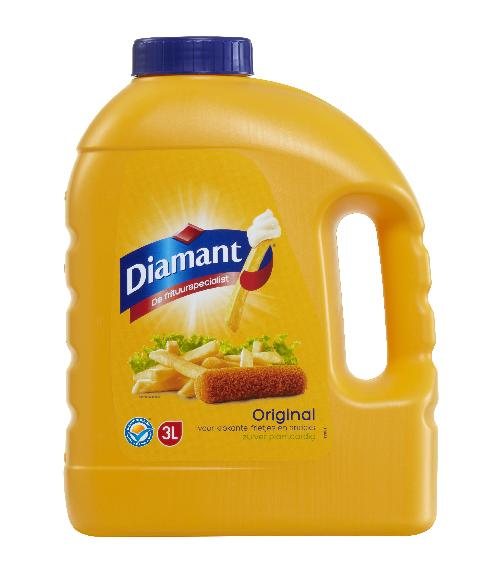 Diamant
De frituurspecialist
Original
voor krokante frietjes en snacks
zuiver plantaardig
3L